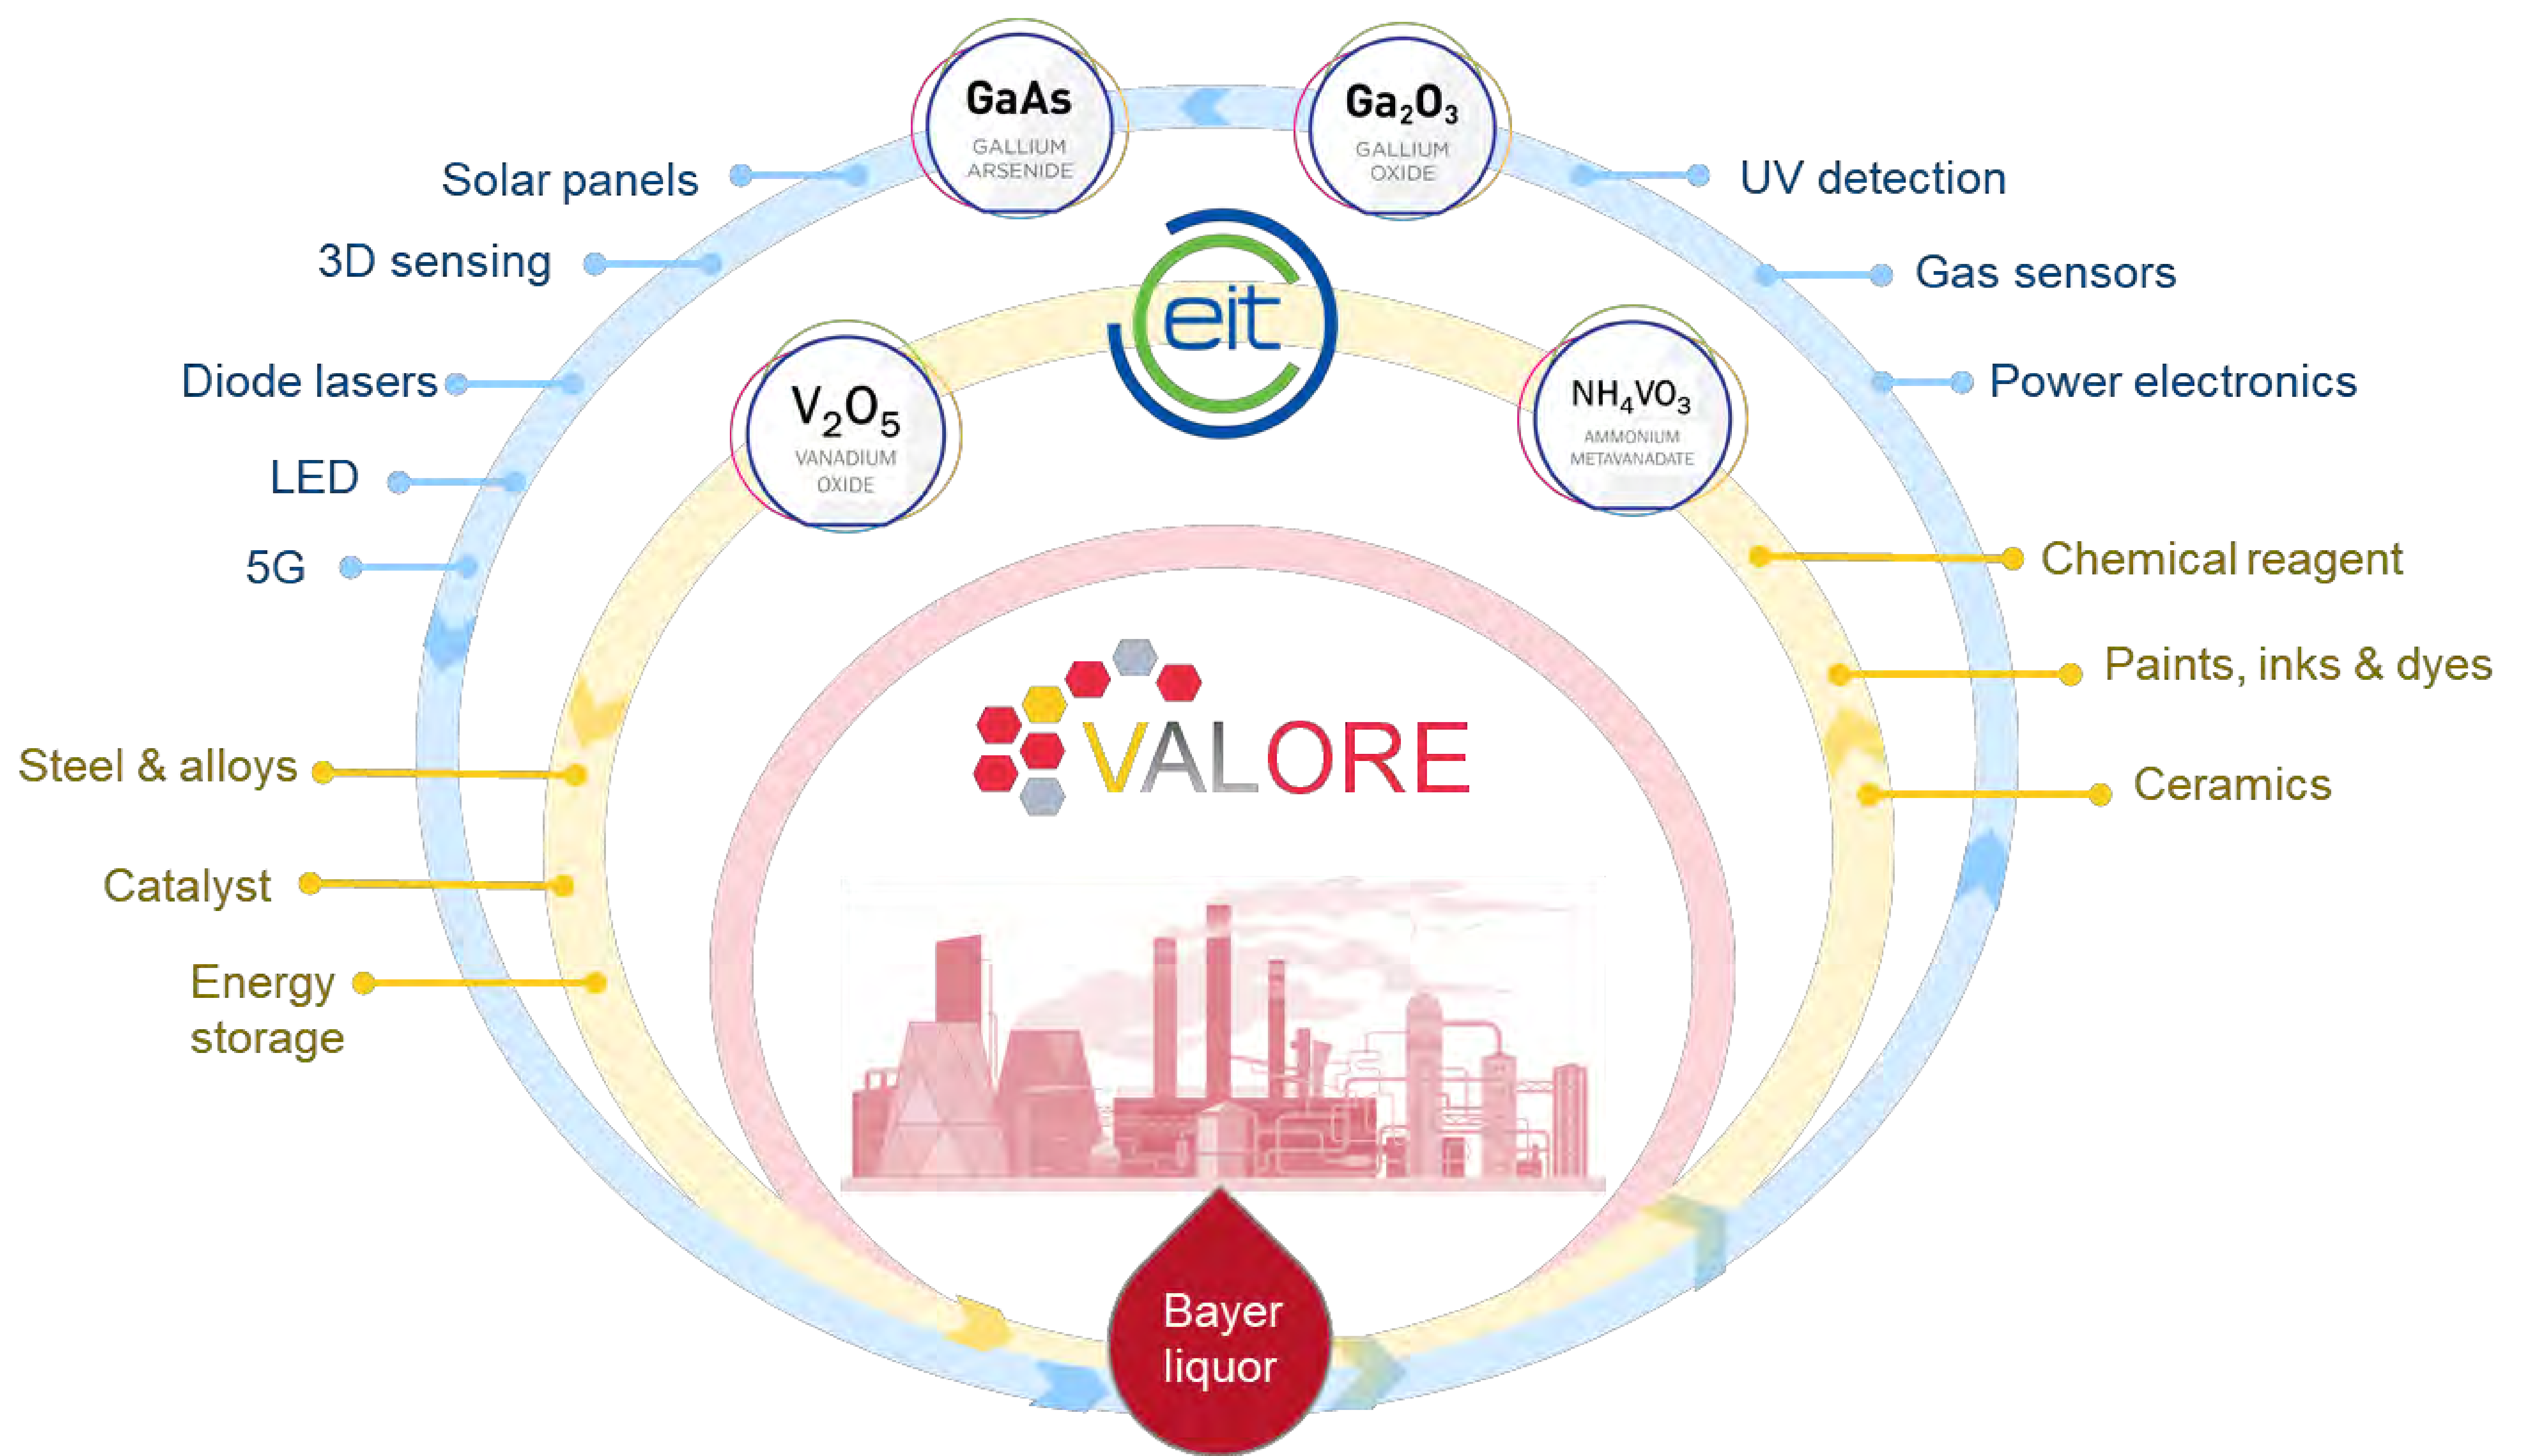 GaAs
GALLIUM
ARSENIDE
Ga₂O₃
GALLIUM
OXIDE
Solar panels
UV detection
3D sensing
Gas sensors
eit
Diode lasers
Power electronics
V₂O₅
VANADIUM
OXIDE
NH₄VO₃
AMMONIUM
METAVANADATE
LED
5G
Chemical reagent
Paints, inks & dyes
VALORE
Steel & alloys
Ceramics
Catalyst
Energy
storage
Bayer
liquor